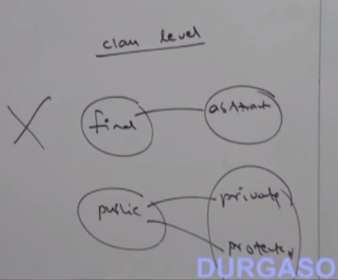 class level
X final abstract
public private
protected
DURGASO